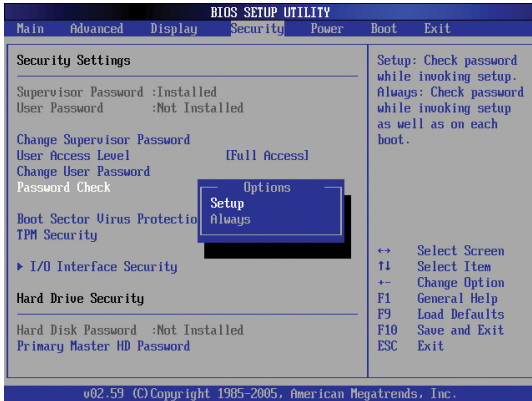 BIOS SETUP UTILITY
Main Advanced Display Security Power Boot Exit
Security Settings
Supervisor Password :Installed
User Password :Not Installed
Change Supervisor Password
User Access Level [Full Access]
Change User Password
Password Check
Boot Sector Virus Protectio
TPM Security
▶ I/O Interface Security
Hard Drive Security
Hard Disk Password :Not Installed
Primary Master HD Password
Options
Setup
Always
Setup: Check password
while invoking setup.
Always: Check password
while invoking setup
as well as on each
boot.
↔ Select Screen
↑↓ Select Item
+- Change Option
F1 General Help
F9 Load Defaults
F10 Save and Exit
ESC Exit
v02.59 (C)Copyright 1985-2005, American Megatrends, Inc.